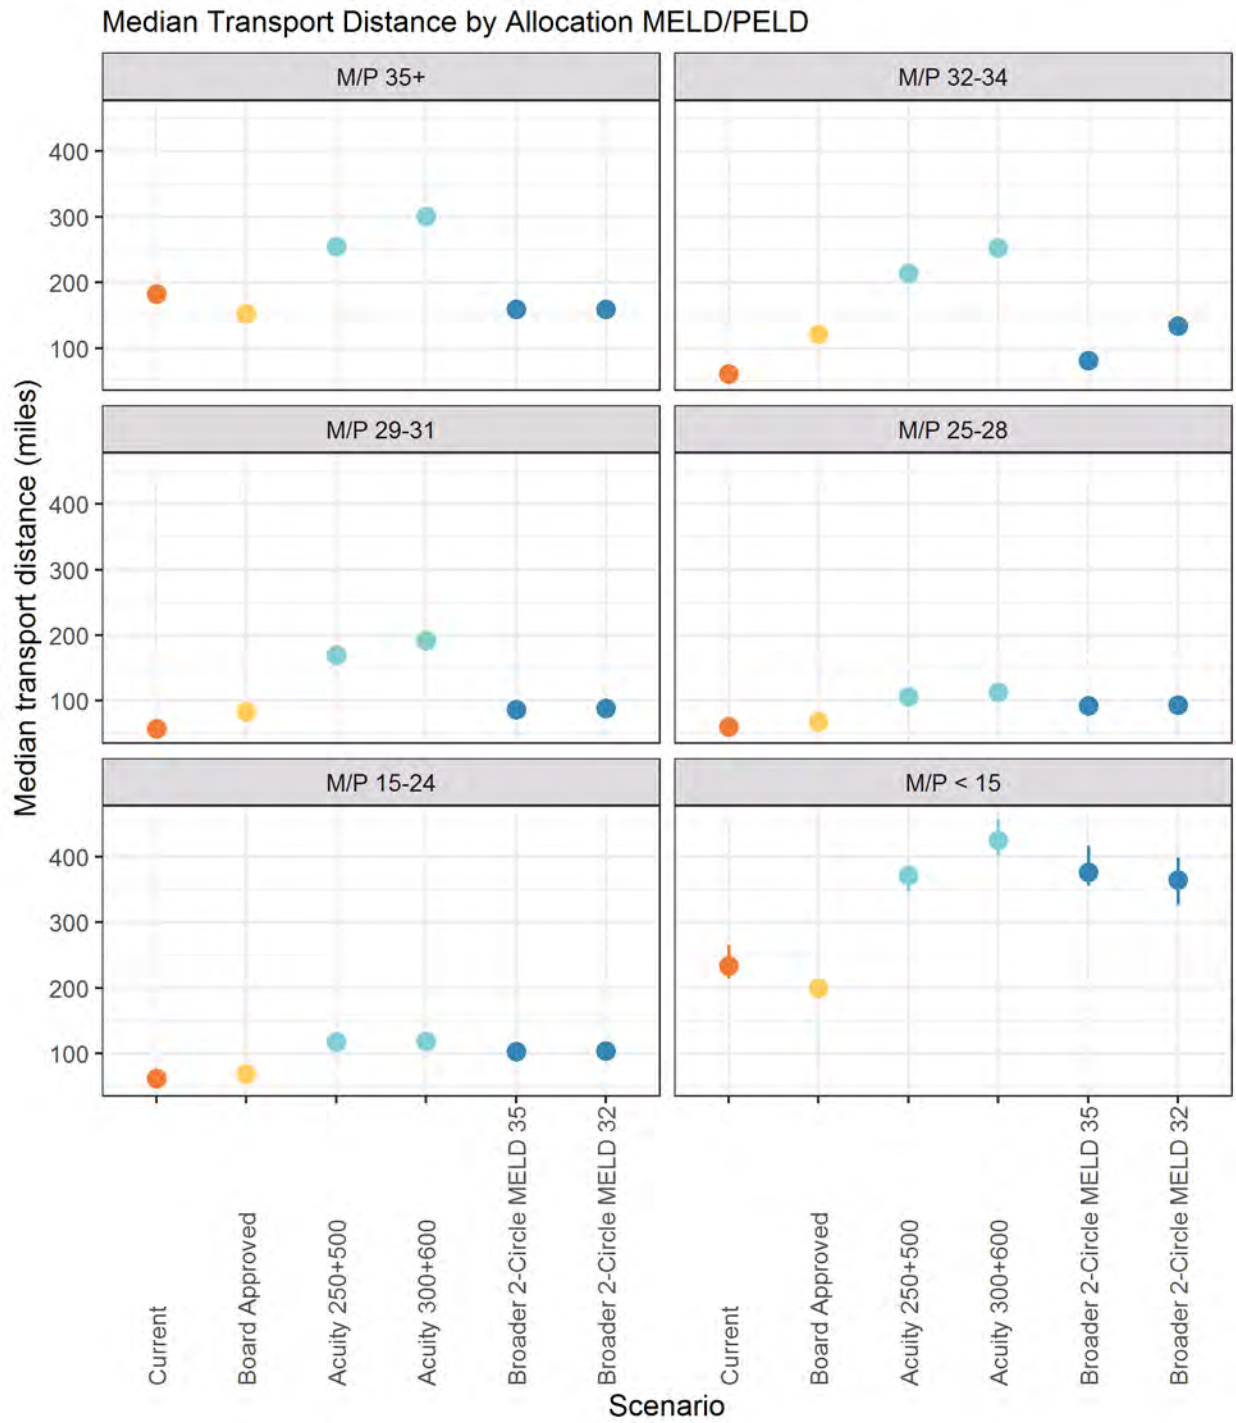 Median Transport Distance by Allocation MELD/PELD
M/P 35+
M/P 32-34
400
300
200
100
M/P 29-31
M/P 25-28
400
300
200
100
M/P 15-24
M/P < 15
400
300
200
100
Median transport distance (miles)
Current
Board Approved
Acuity 250+500
Acuity 300+600
Broader 2-Circle MELD 35
Broader 2-Circle MELD 32
Current
Board Approved
Acuity 250+500
Acuity 300+600
Broader 2-Circle MELD 35
Broader 2-Circle MELD 32
Scenario